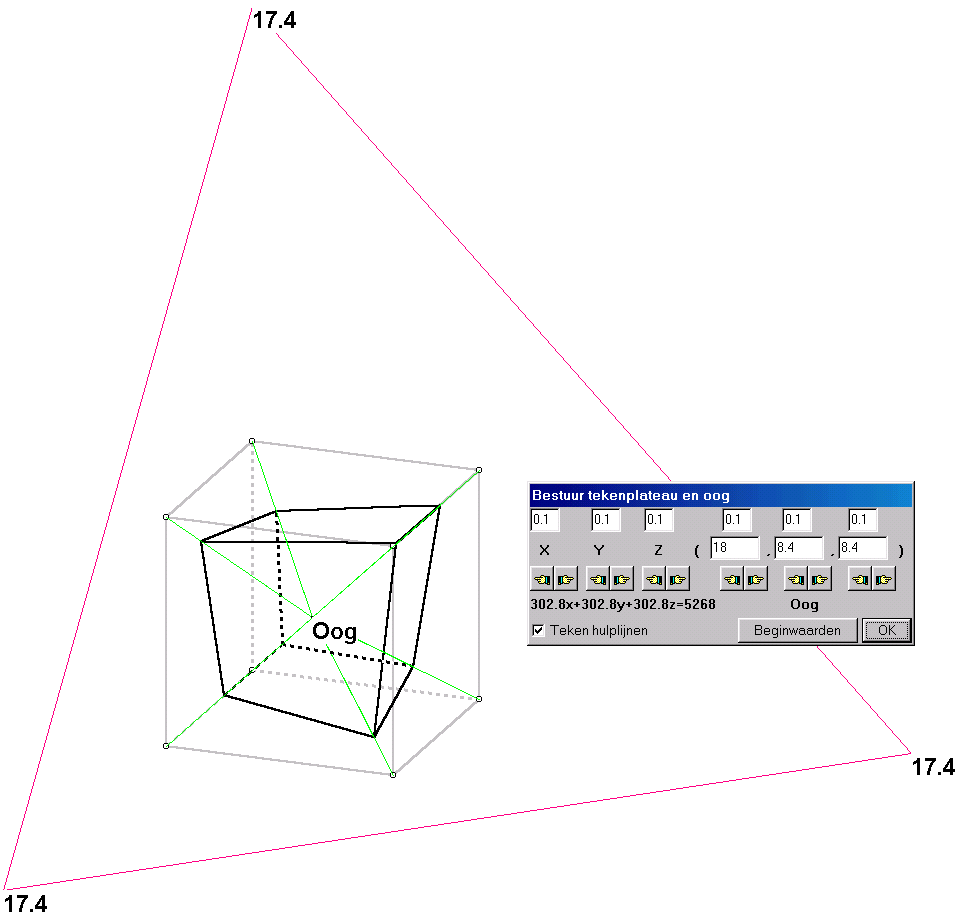 17.4
Oog
Bestuur tekenplateau en oog
0.1 0.1 0.1 0.1 0.1 0.1
X Y Z ( 18 , 8.4 , 8.4 )
302.8x+302.8y+302.8z=5268 Oog
Teken hulplijnen Beginwaarden OK
17.4
17.4